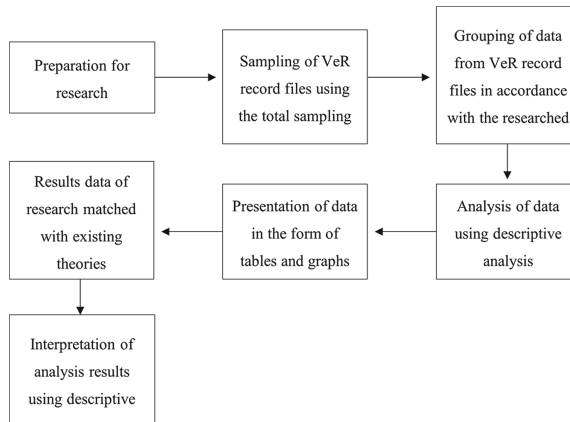 Preparation for
research
Sampling of VeR
record files using
the total sampling
Grouping of data
from VeR record
files in accordance
with the researched
Analysis of data
using descriptive
analysis
Presentation of data
in the form of
tables and graphs
Results data of
research matched
with existing
theories
Interpretation of
analysis results
using descriptive